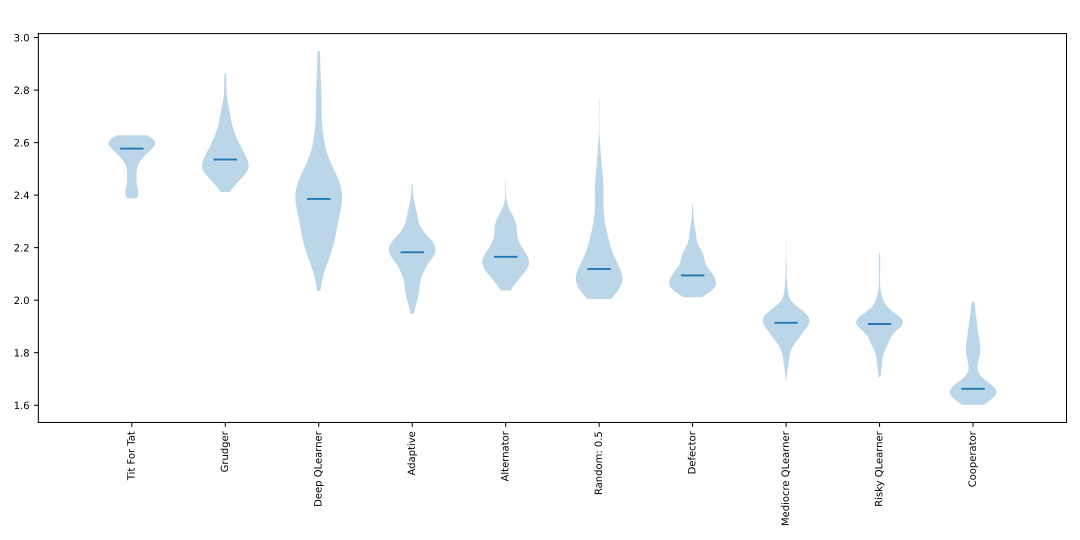 3.0
2.8
2.6
2.4
2.2
2.0
1.8
1.6
Tit For Tat
Grudger
Deep QLearner
Adaptive
Alternator
Random: 0.5
Defector
Mediocre QLearner
Risky QLearner
Cooperator